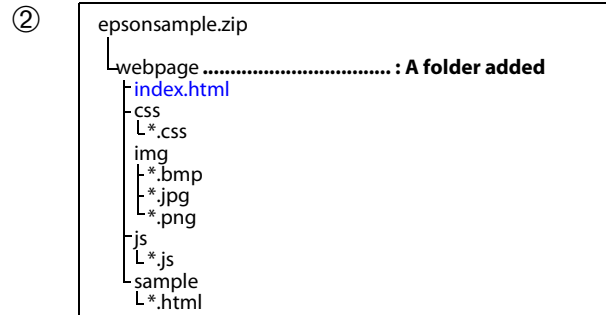 ②
epsonsample.zip
webpage ................................. : A folder added
index.html
css
*.css
img
*.bmp
*.jpg
*.png
js
*.js
sample
*.html